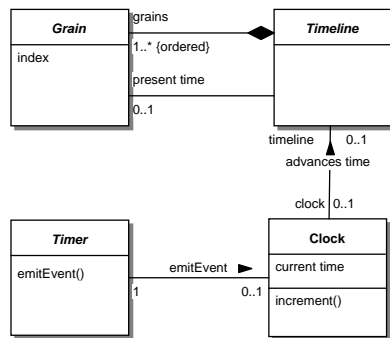 Grain
index
grains
1..* {ordered}
present time
0..1
Timeline
timeline 0..1
advances time
clock 0..1
Timer
emitEvent()
emitEvent
1 0..1
Clock
current time
increment()